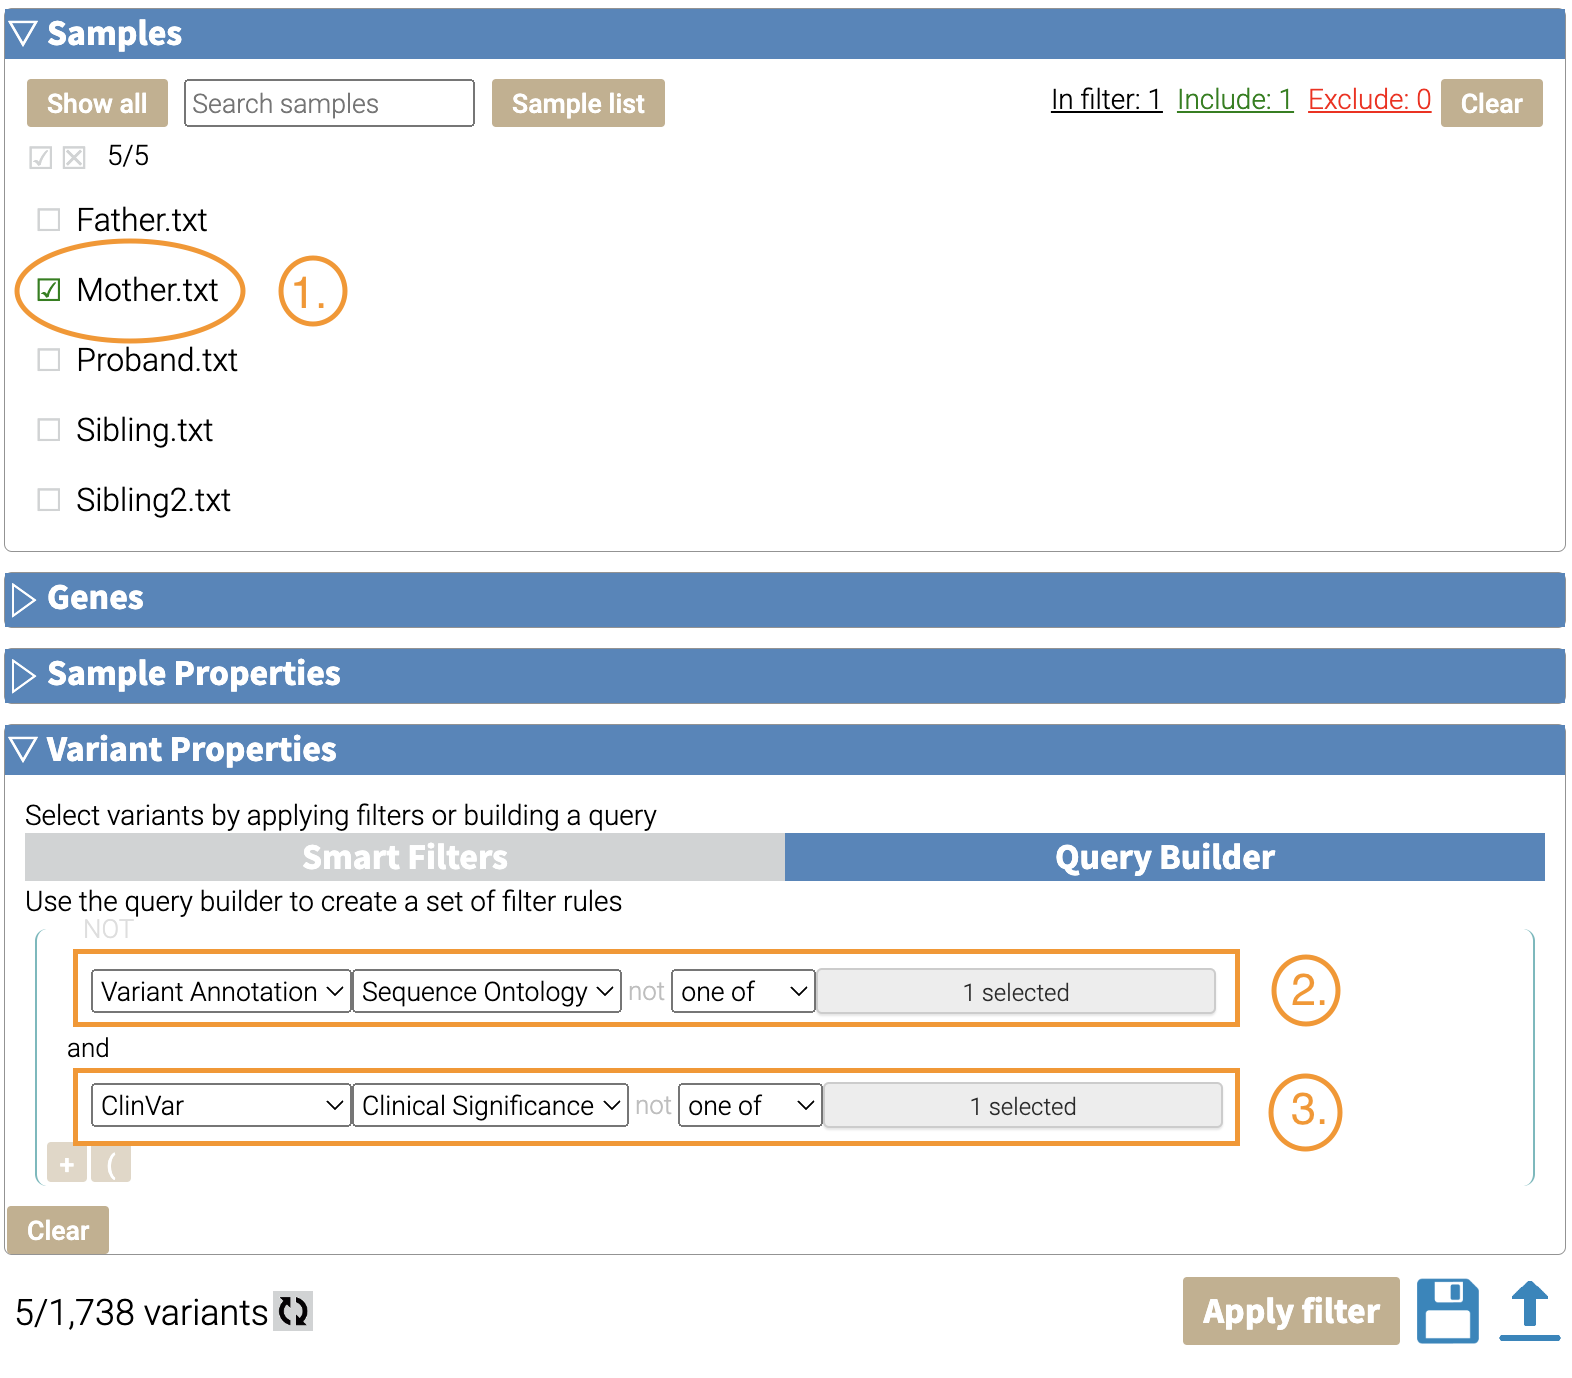 Samples
Show all Search samples Sample list In filter: 1 Include: 1 Exclude: 0 Clear
5/5
Father.txt
Mother.txt 1.
Proband.txt
Sibling.txt
Sibling2.txt
Genes
Sample Properties
Variant Properties
Select variants by applying filters or building a query
Smart Filters Query Builder
Use the query builder to create a set of filter rules
NOT
Variant Annotation Sequence Ontology not one of 1 selected 2.
and
ClinVar Clinical Significance not one of 1 selected 3.
+ (
Clear
5/1,738 variants Apply filter